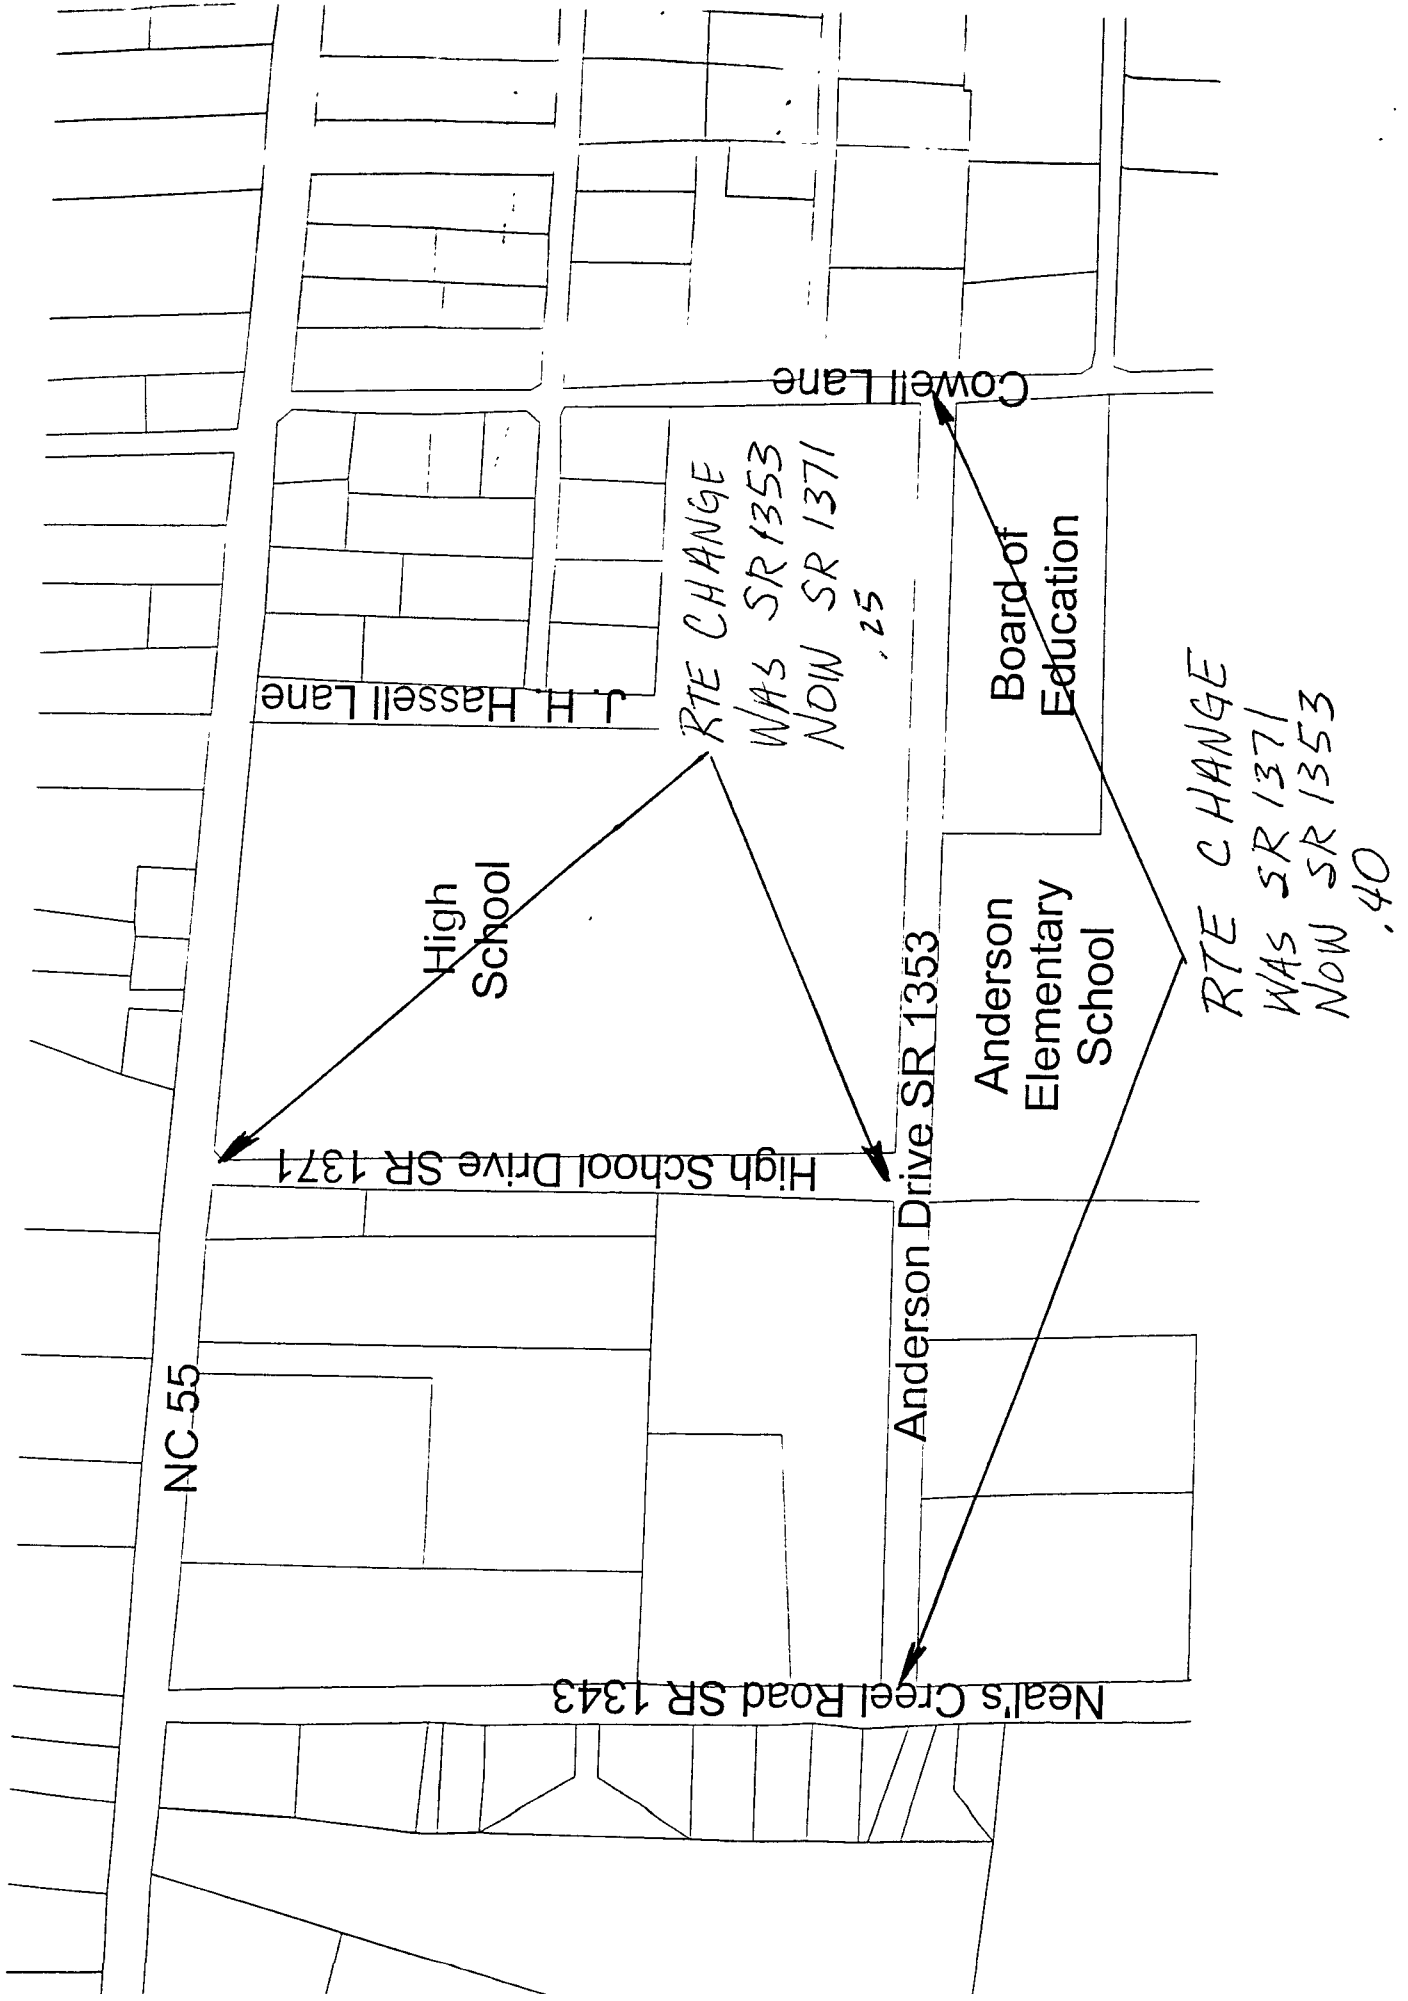 NC 55
High
School
J. H. Hassell Lane
Cowell Lane
RTE CHANGE
WAS SR 1353
NOW SR 1371
.25
High School Drive SR 1371
Anderson Drive SR 1353
Board of
Education
Anderson
Elementary
School
Neal's Creel Road SR 1343
RTE CHANGE
WAS SR 1371
NOW SR 1353
.40